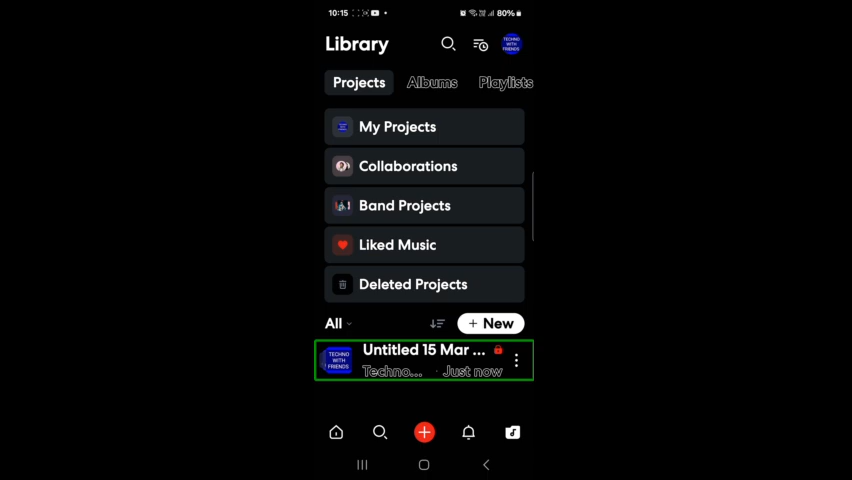 10:15
80%
Library
TECHNO WITH FRIENDS
Projects Albums Playlists
My Projects
Collaborations
Band Projects
Liked Music
Deleted Projects
All
+ New
TECHNO WITH FRIENDS
Untitled 15 Mar ...
Techno... · Just now